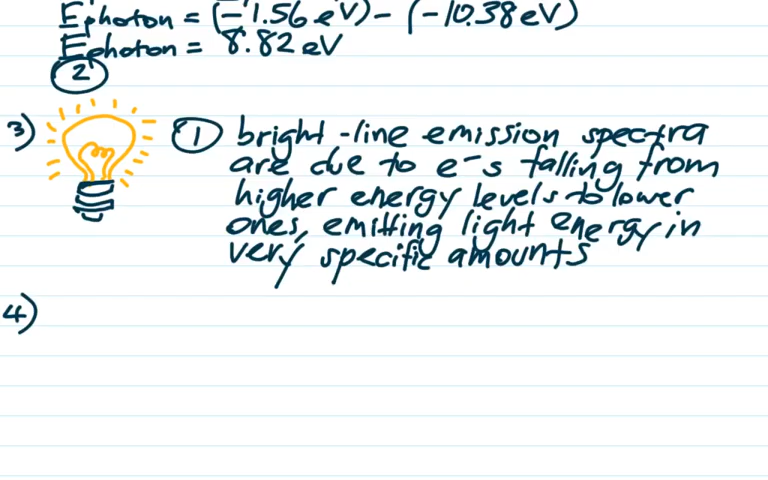 Ephoton = (-1.56 eV) - (-10.38 eV)
Ephoton = 8.82 eV
2
3) 1 bright-line emission spectra
are due to e-s falling from
higher energy levels to lower
ones, emitting light energy in
very specific amounts
4)